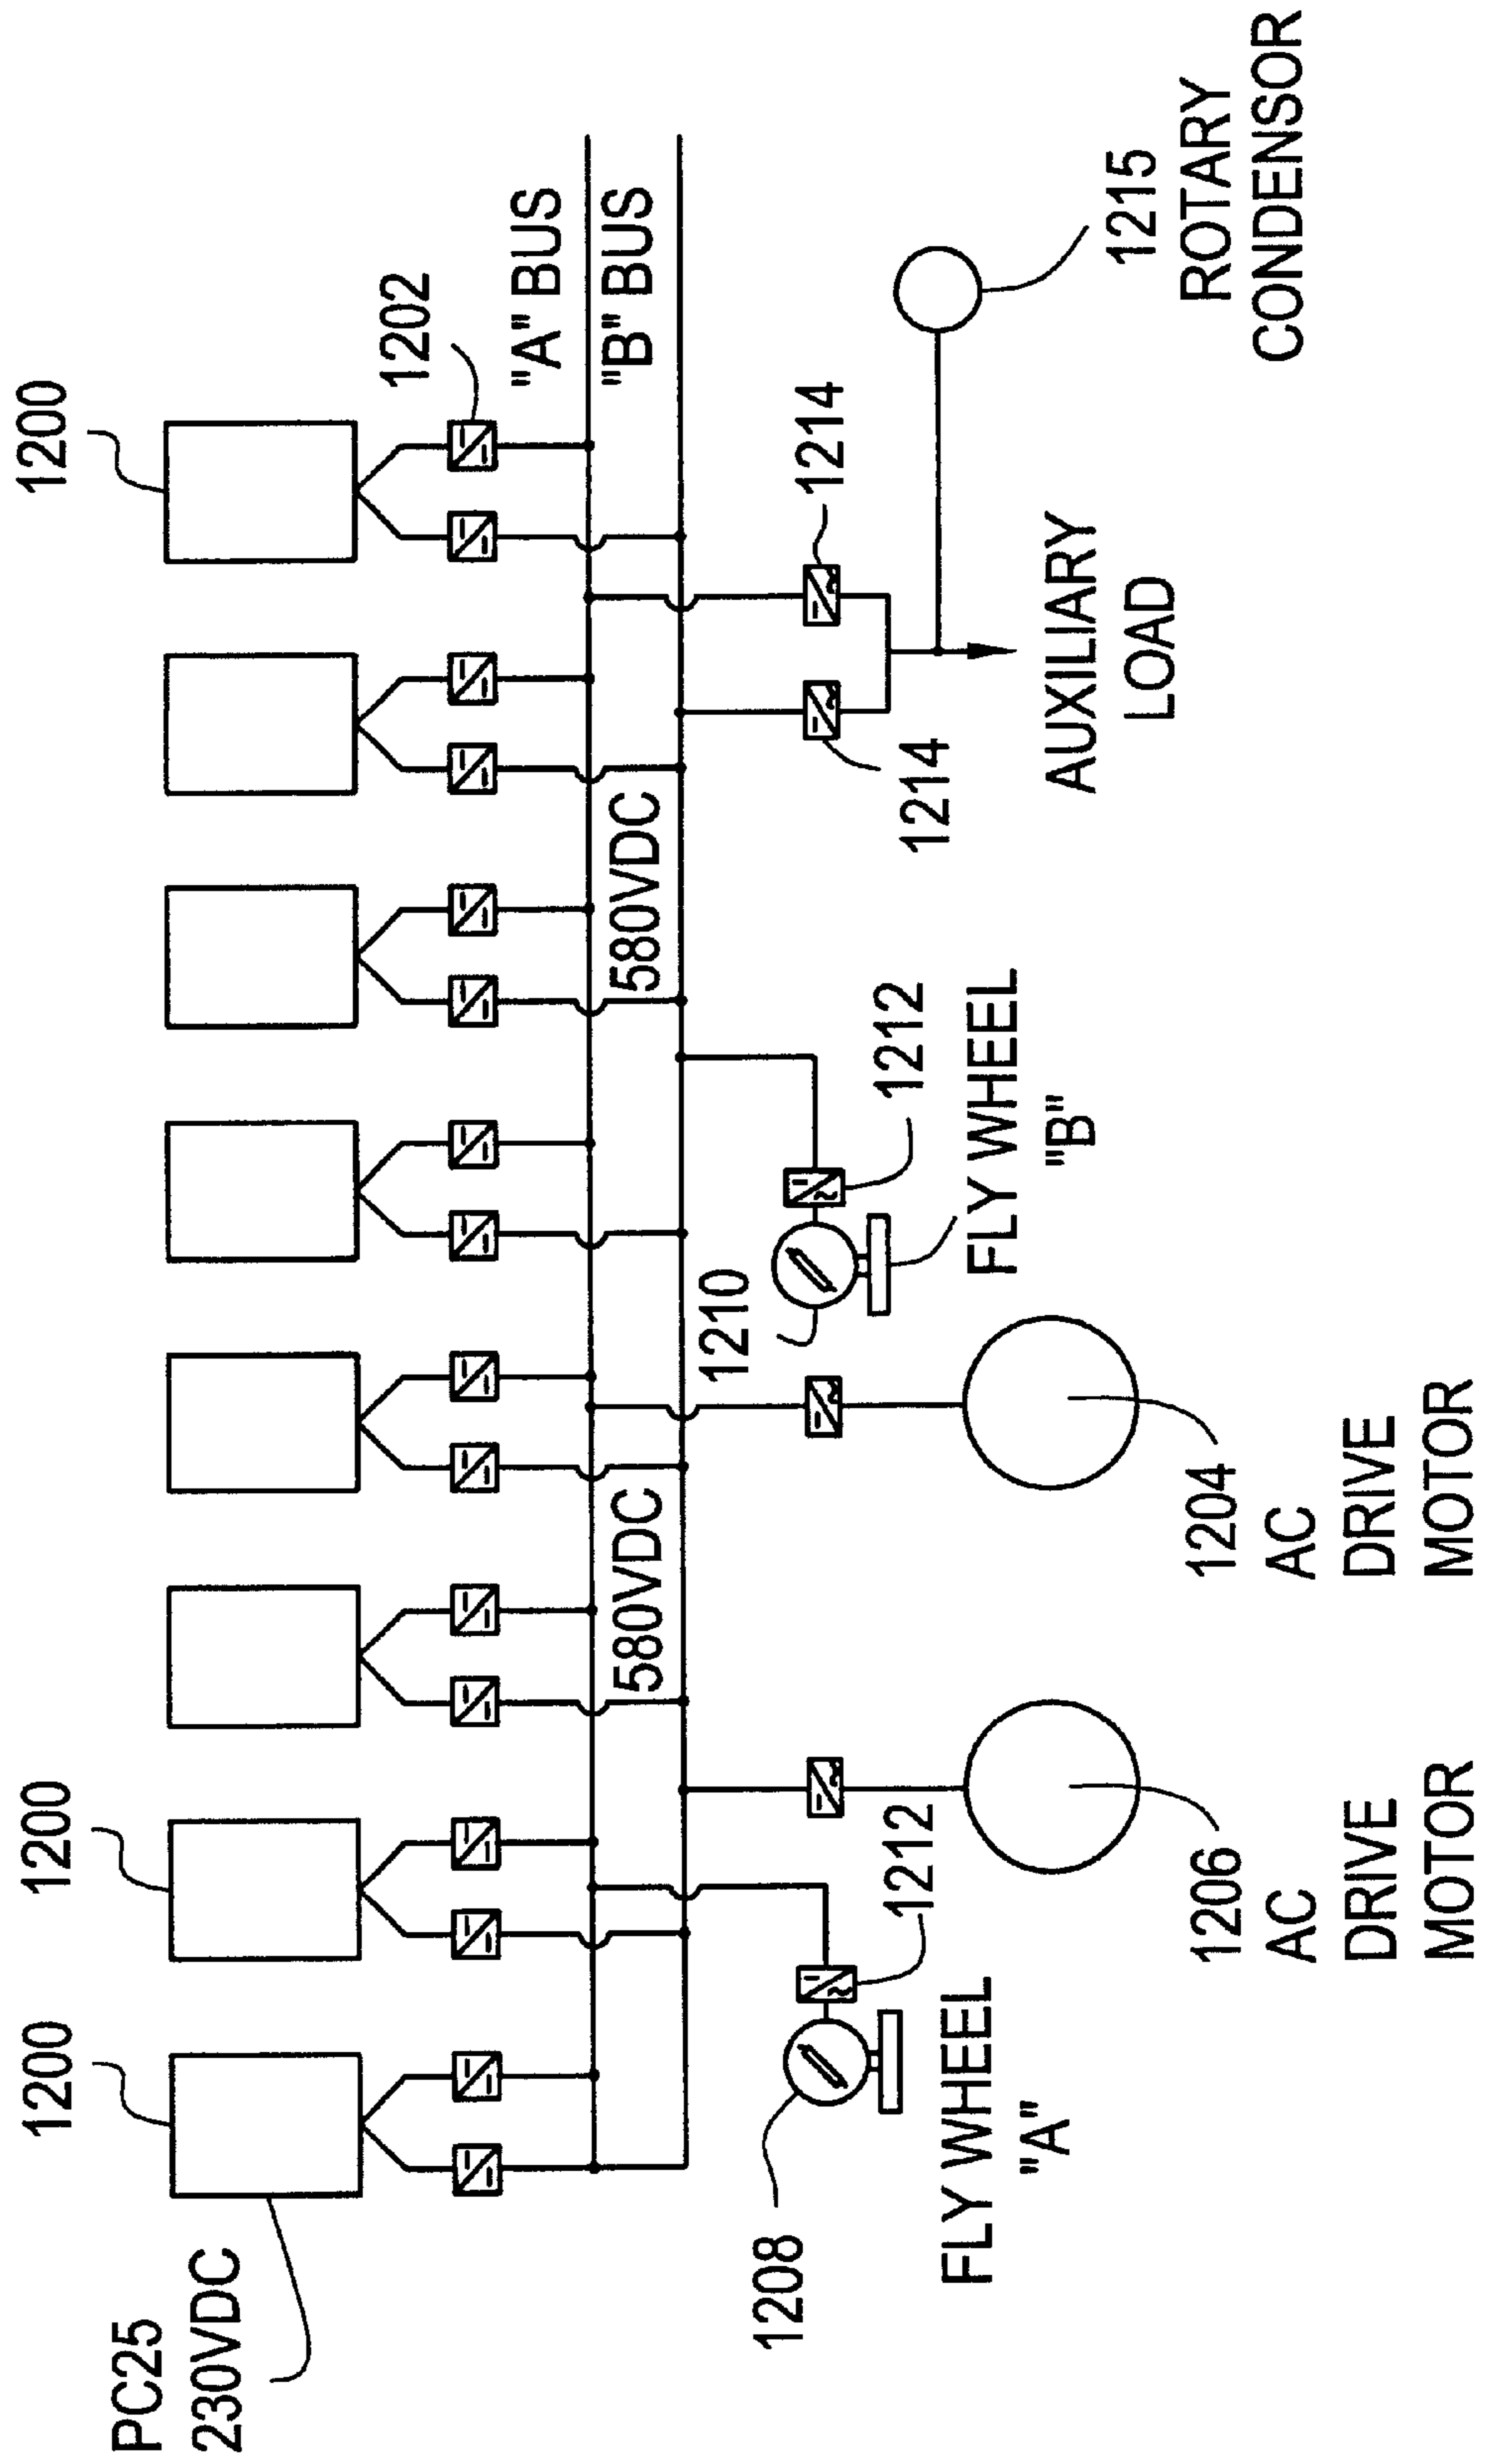 1200
1200
1200
PC25
230VDC
1202
"A" BUS
"B" BUS
580VDC
580VDC
1208
FLY WHEEL
"A"
1212
1206
AC
DRIVE
MOTOR
1204
AC
DRIVE
MOTOR
1210
FLY WHEEL
"B"
1212
1214
1214
AUXILIARY
LOAD
1215
ROTARY
CONDENSOR